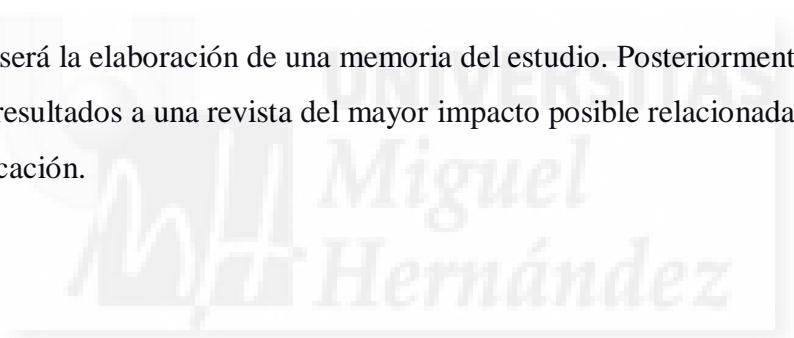 será la elaboración de una memoria del estudio. Posteriorment
resultados a una revista del mayor impacto posible relacionada
cación.
UNIVERSITAS
Miguel
Hernández